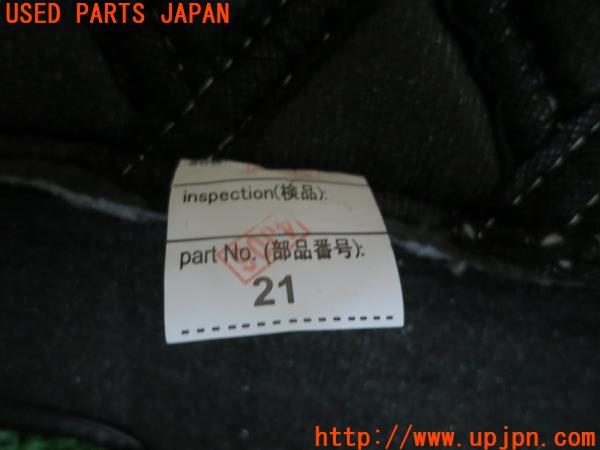 USED PARTS JAPAN
inspection(検品):
part No. (部品番号):
21
http://www.upjpn.com/